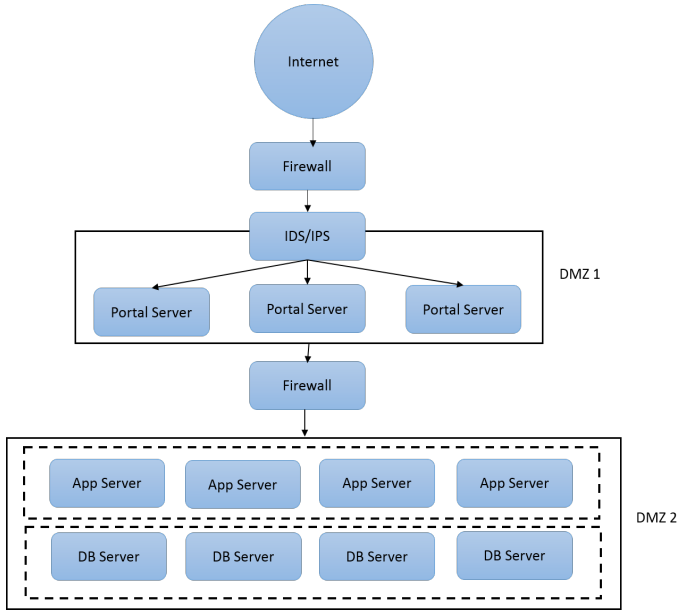 Internet
Firewall
IDS/IPS
DMZ 1
Portal Server
Portal Server
Portal Server
Firewall
App Server
App Server
App Server
App Server
DMZ 2
DB Server
DB Server
DB Server
DB Server